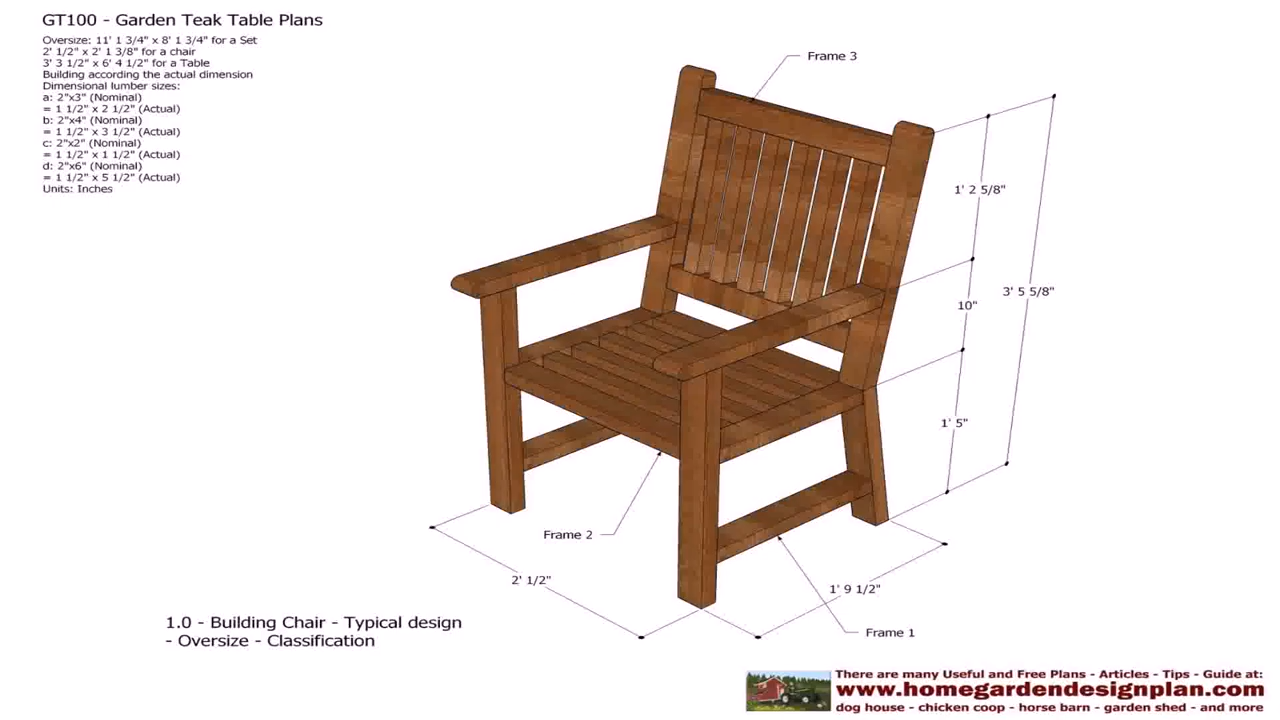 GT100 - Garden Teak Table Plans
Oversize: 11' 1 3/4" x 8' 1 3/4" for a Set
2' 1/2" x 2' 1 3/8" for a chair
3' 3 1/2" x 6' 4 1/2" for a Table
Building according the actual dimension
Dimensional lumber sizes:
a: 2"x3" (Nominal)
= 1 1/2" x 2 1/2" (Actual)
b: 2"x4" (Nominal)
= 1 1/2" x 3 1/2" (Actual)
c: 2"x2" (Nominal)
= 1 1/2" x 1 1/2" (Actual)
d: 2"x6" (Nominal)
= 1 1/2" x 5 1/2" (Actual)
Units: Inches
Frame 3
1' 2 5/8"
3' 5 5/8"
10"
1' 5"
Frame 2
2' 1/2"
1' 9 1/2"
Frame 1
1.0 - Building Chair - Typical design
- Oversize - Classification
There are many Useful and Free Plans - Articles - Tips - Guide at:
www.homegardendesignplan.com
dog house - chicken coop - horse barn - garden shed - and more